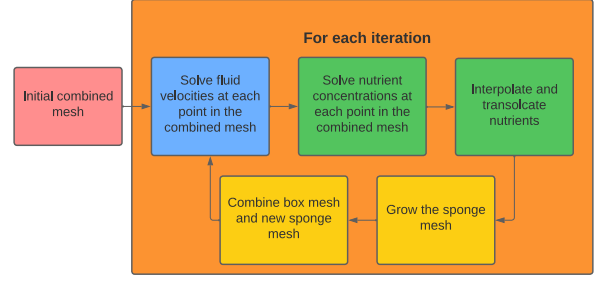 For each iteration
Initial combined
mesh
Solve fluid
velocities at each
point in the
combined mesh
Solve nutrient
concentrations at
each point in the
combined mesh
Interpolate and
transolcate
nutrients
Combine box mesh
and new sponge
mesh
Grow the sponge
mesh